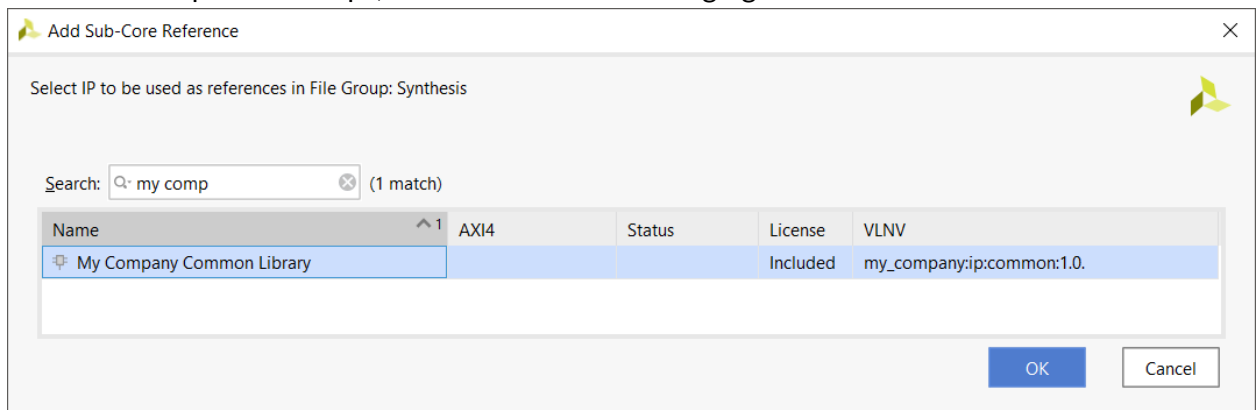 Add Sub-Core Reference
Select IP to be used as references in File Group: Synthesis
Search: my comp (1 match)
Name 1 AXI4 Status License VLNV
My Company Common Library Included my_company:ip:common:1.0.
OK Cancel